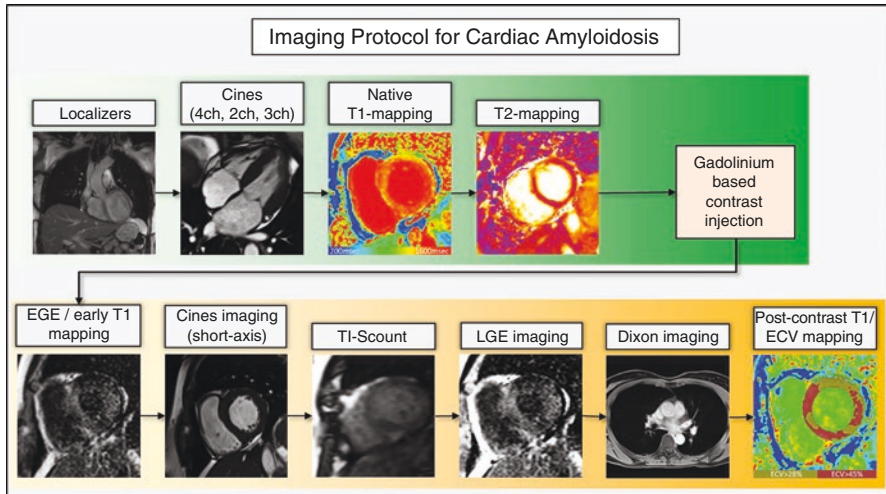 Imaging Protocol for Cardiac Amyloidosis
Localizers
Cines
(4ch, 2ch, 3ch)
Native
T1-mapping
T2-mapping
200msec
1800msec
Gadolinium
based
contrast
injection
EGE / early T1
mapping
Cines imaging
(short-axis)
TI-Scount
LGE imaging
Dixon imaging
Post-contrast T1/
ECV mapping
ECV>28%
ECV>45%